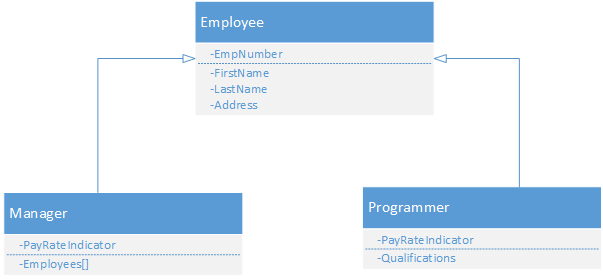 Employee
-EmpNumber
-FirstName
-LastName
-Address
Manager
-PayRateIndicator
-Employees[]
Programmer
-PayRateIndicator
-Qualifications